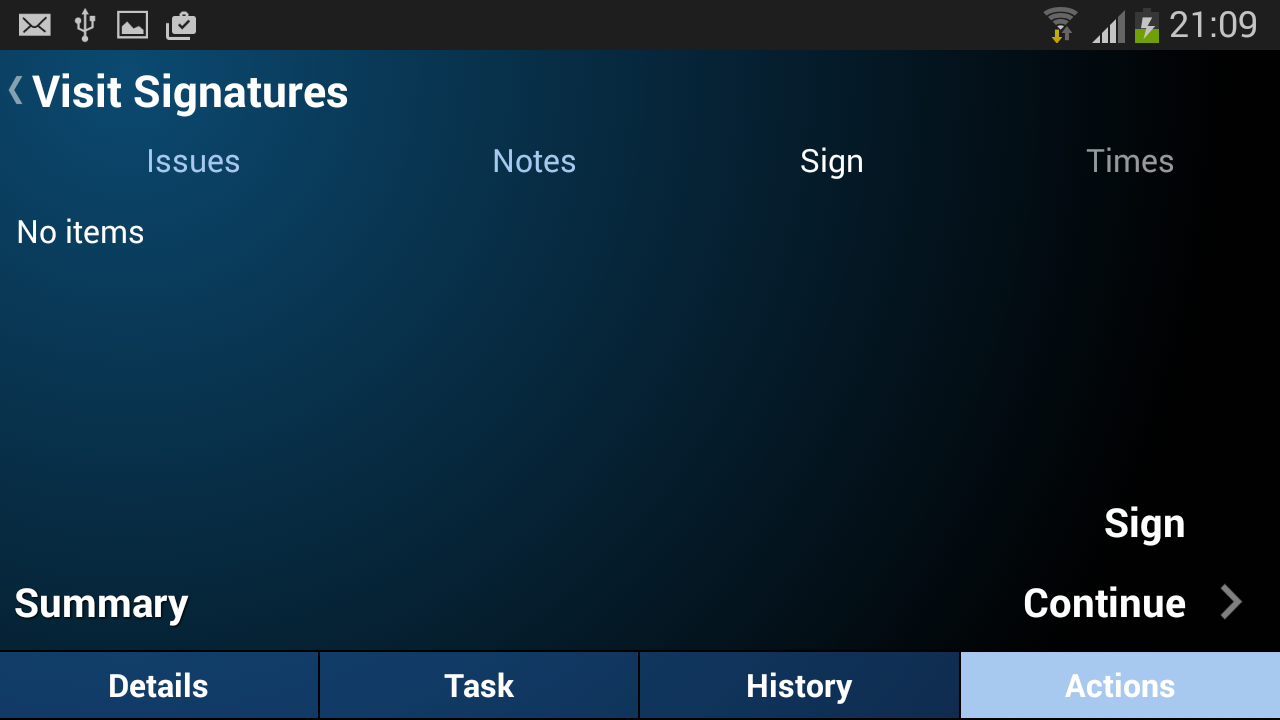 21:09
Visit Signatures
Issues Notes Sign Times
No items
Sign
Summary Continue
Details Task History Actions